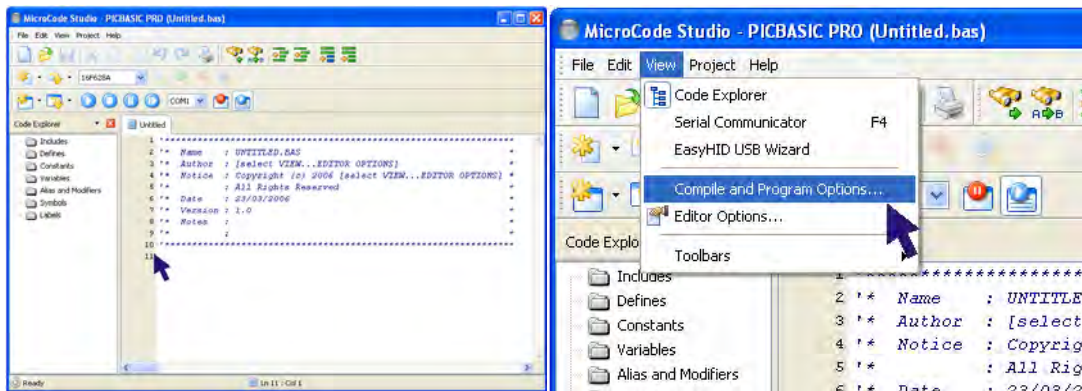 MicroCode Studio - PICBASIC PRO (Untitled.bas)
File Edit View Project Help
16F628A
COM1
Code Explorer
Includes
Defines
Constants
Variables
Alias and Modifiers
Symbols
Labels
Untitled
1 '****************************************************************
2 '*  Name    : UNTITLED.BAS                                      *
3 '*  Author  : [select VIEW...EDITOR OPTIONS]                    *
4 '*  Notice  : Copyright (c) 2006 [select VIEW...EDITOR OPTIONS] *
5 '*          : All Rights Reserved                               *
6 '*  Date    : 23/03/2006                                        *
7 '*  Version : 1.0                                               *
8 '*  Notes   :                                                   *
9 '*          :                                                   *
10 '****************************************************************
11
Ready
Ln 11 : Col 1
MicroCode Studio - PICBASIC PRO (Untitled.bas)
File Edit View Project Help
Code Explorer
Serial Communicator F4
EasyHID USB Wizard
Compile and Program Options...
Editor Options...
Toolbars
A B
Code Explo
Includes
Defines
Constants
Variables
Alias and Modifiers
1 '*********************
2 '* Name : UNTITLE
3 '* Author : [select
4 '* Notice : Copyrig
5 '* : All Rig
6 '* Date : 23/03/2